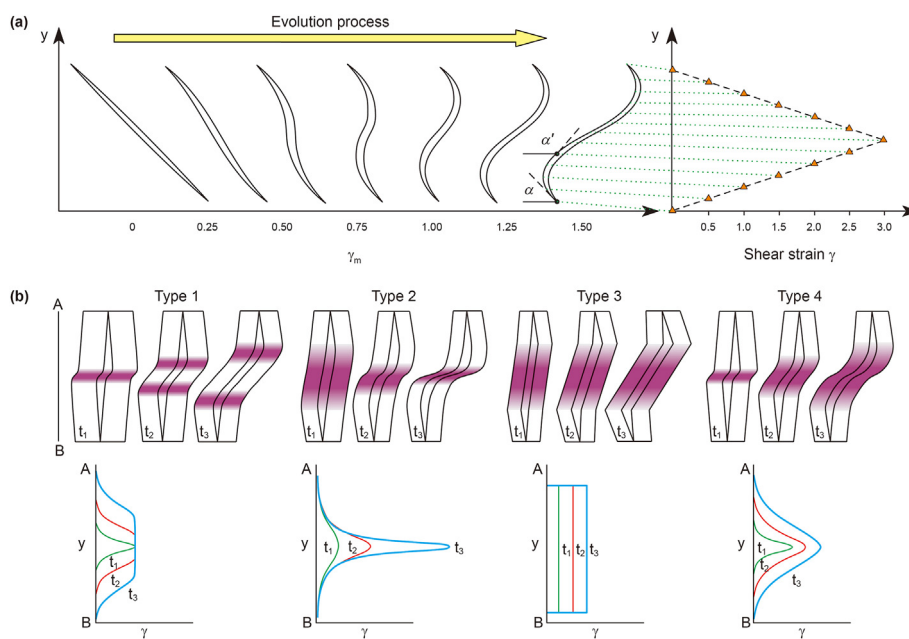 (a)
Evolution process
y
y
α'
α
0 0.25 0.50 0.75 1.00 1.25 1.50
γm
0.5 1.0 1.5 2.0 2.5 3.0
Shear strain γ
(b)
Type 1 Type 2 Type 3 Type 4
A
B
t1 t2 t3
t1 t2 t3
t1 t2 t3
t1 t2 t3
A
y
B
t1
t2
t3
γ
A
y
B
t1 t2 t3
γ
A
y
B
t1 t2 t3
γ
A
y
B
t1
t2
t3
γ